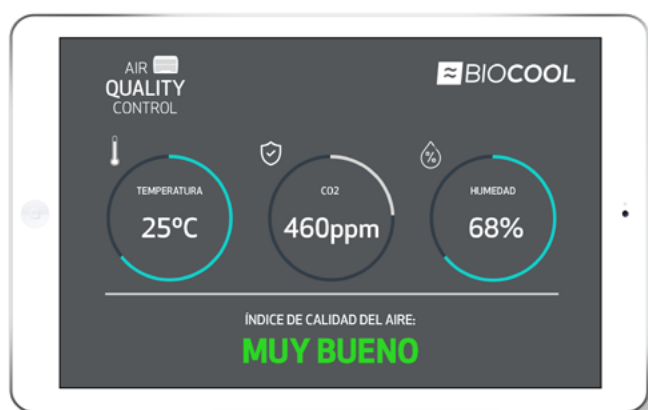 AIR
QUALITY
CONTROL
BIOCOOL
TEMPERATURA
25ºC
CO2
460ppm
%
HUMEDAD
68%
ÍNDICE DE CALIDAD DEL AIRE:
MUY BUENO